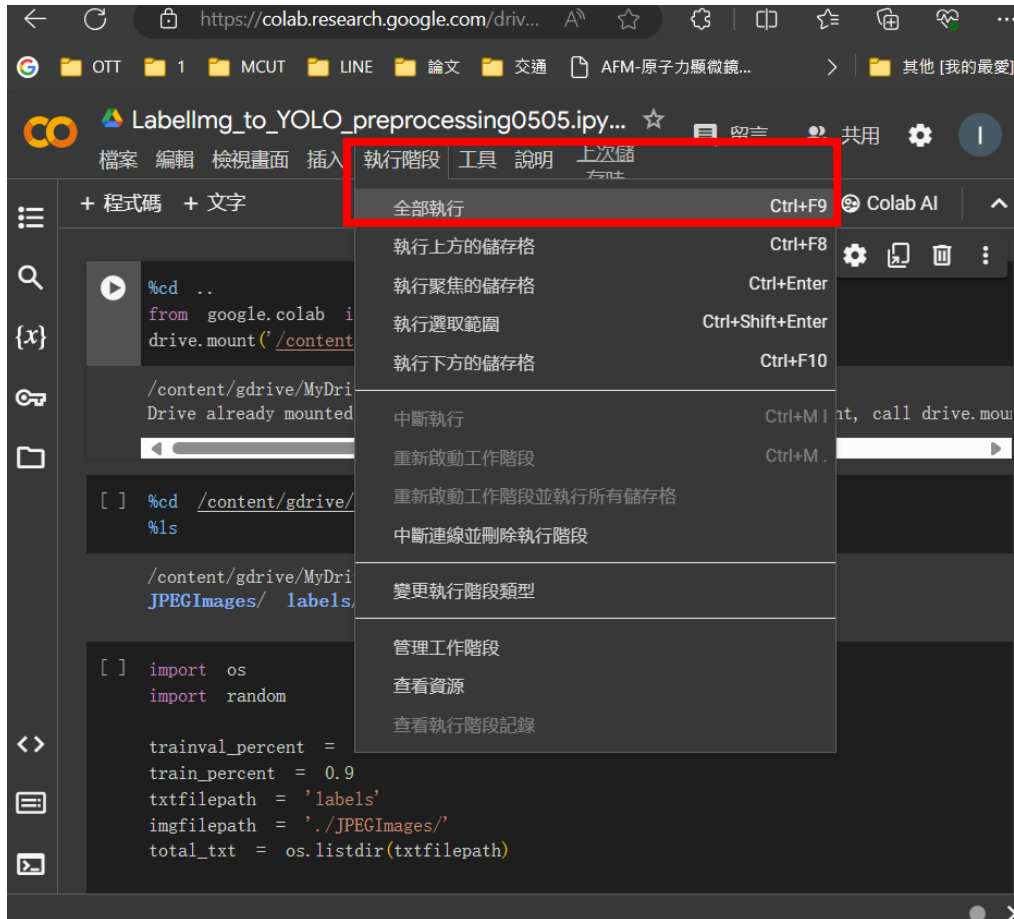 https://colab.research.google.com/driv...
OTT 1 MCUT LINE 論文 交通 AFM-原子力顯微鏡... 其他 [我的最愛]
LabelImg_to_YOLO_preprocessing0505.ipy...
留言 共用 I
檔案 編輯 檢視畫面 插入 執行階段 工具 說明 上次儲
存時
+ 程式碼 + 文字
Colab AI
全部執行 Ctrl+F9
執行上方的儲存格 Ctrl+F8
執行聚焦的儲存格 Ctrl+Enter
執行選取範圍 Ctrl+Shift+Enter
執行下方的儲存格 Ctrl+F10
中斷執行 Ctrl+M I
重新啟動工作階段 Ctrl+M .
重新啟動工作階段並執行所有儲存格
中斷連線並刪除執行階段
變更執行階段類型
管理工作階段
查看資源
查看執行階段記錄
{x}
%cd ..
from google.colab i
drive.mount('/content
/content/gdrive/MyDri
Drive already mounted nt, call drive.mou
[ ] %cd /content/gdrive/
%ls
/content/gdrive/MyDri
JPEGImages/ labels/
[ ] import os
import random
trainval_percent =
train_percent = 0.9
txtfilepath = 'labels'
imgfilepath = './JPEGImages/'
total_txt = os.listdir(txtfilepath)